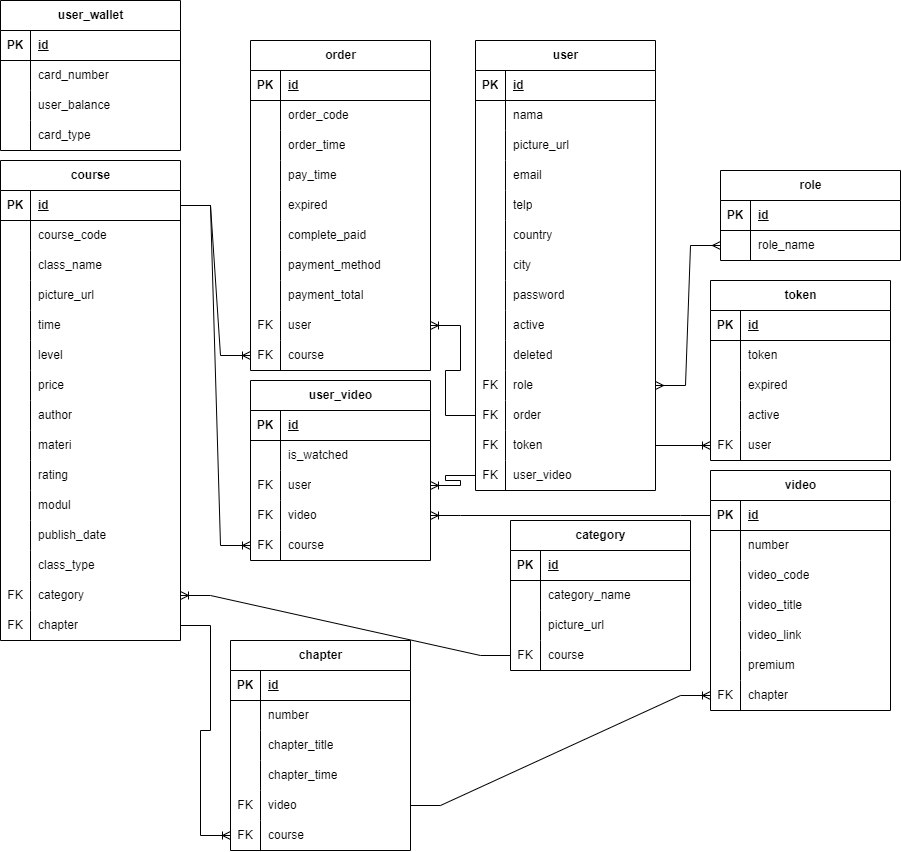 user_wallet
PK id
card_number
user_balance
card_type
course
PK id
course_code
class_name
picture_url
time
level
price
author
materi
rating
modul
publish_date
class_type
FK category
FK chapter
order
PK id
order_code
order_time
pay_time
expired
complete_paid
payment_method
payment_total
FK user
FK course
user_video
PK id
is_watched
FK user
FK video
FK course
user
PK id
nama
picture_url
email
telp
country
city
password
active
deleted
FK role
FK order
FK token
FK user_video
role
PK id
role_name
token
PK id
token
expired
active
FK user
video
PK id
number
video_code
video_title
video_link
premium
FK chapter
category
PK id
category_name
picture_url
FK course
chapter
PK id
number
chapter_title
chapter_time
FK video
FK course